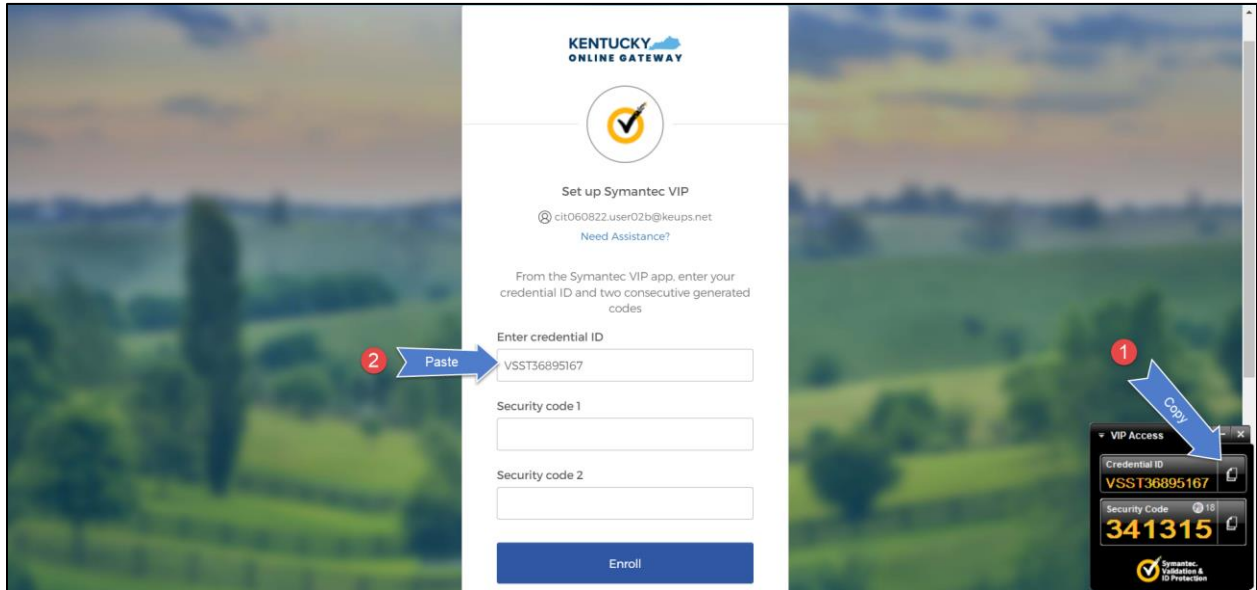 KENTUCKY
ONLINE GATEWAY
Set up Symantec VIP
cit060822.user02b@keups.net
Need Assistance?
From the Symantec VIP app, enter your
credential ID and two consecutive generated
codes
Enter credential ID
2
Paste
VSST36895167
Security code 1
Security code 2
Enroll
1
Copy
VIP Access
Credential ID
VSST36895167
Security Code
18
341315
Symantec.
Validation &
ID Protection